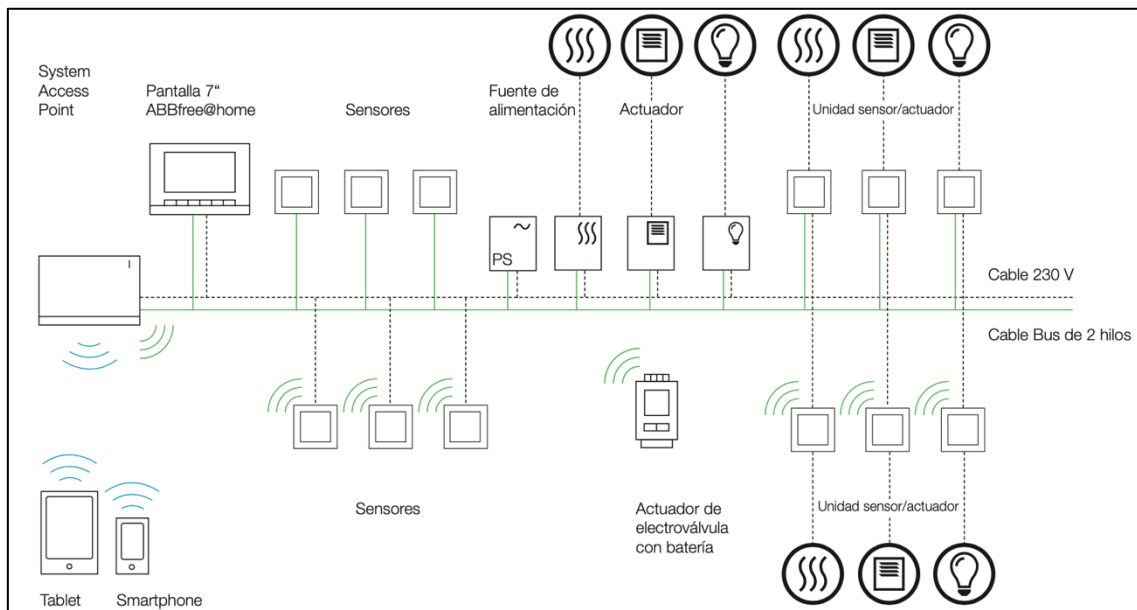 System
Access
Point
Pantalla 7“
ABBfree@home
Sensores
Fuente de
alimentación
Actuador
Unidad sensor/actuador
PS
Cable 230 V
Cable Bus de 2 hilos
Sensores
Actuador de
electroválvula
con batería
Unidad sensor/actuador
Tablet
Smartphone